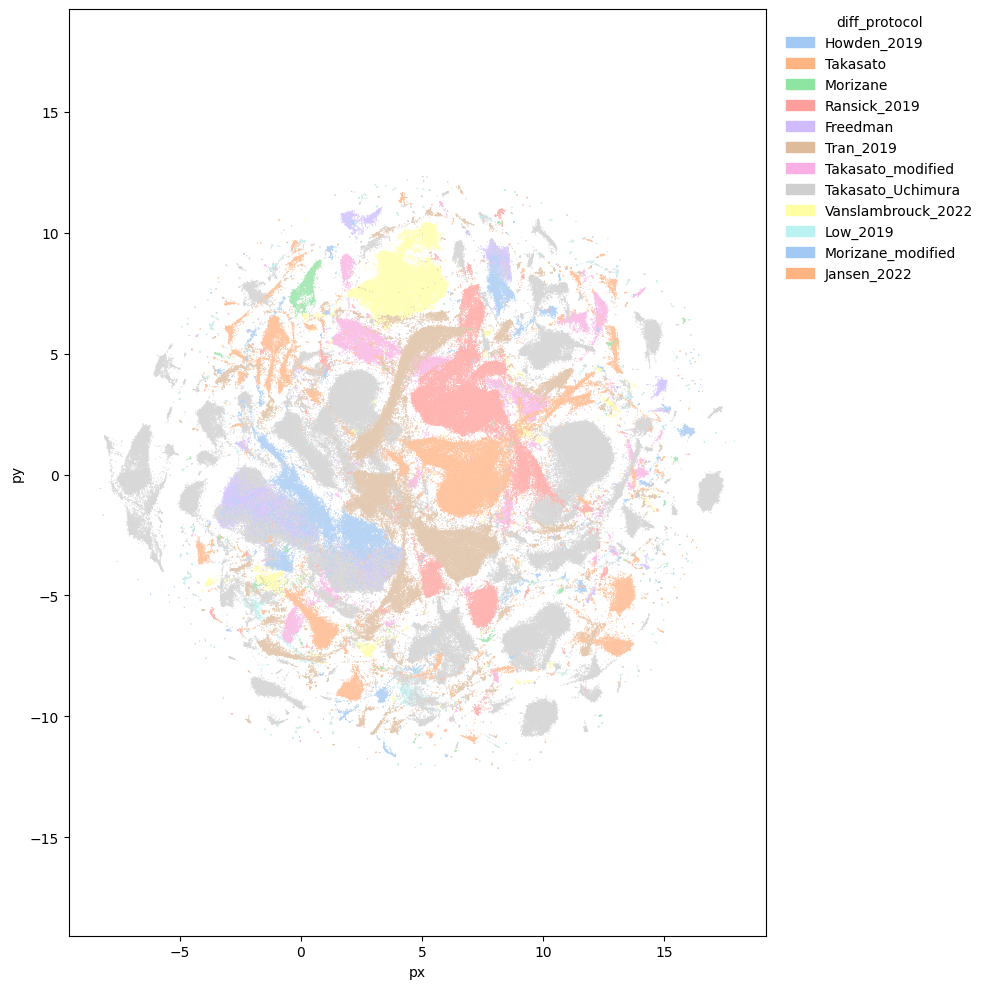 diff_protocol
Howden_2019
Takasato
Morizane
Ransick_2019
Freedman
Tran_2019
Takasato_modified
Takasato_Uchimura
Vanslambrouck_2022
Low_2019
Morizane_modified
Jansen_2022
15
10
5
0
−5
−10
−15
py
−5
0
5
10
15
px